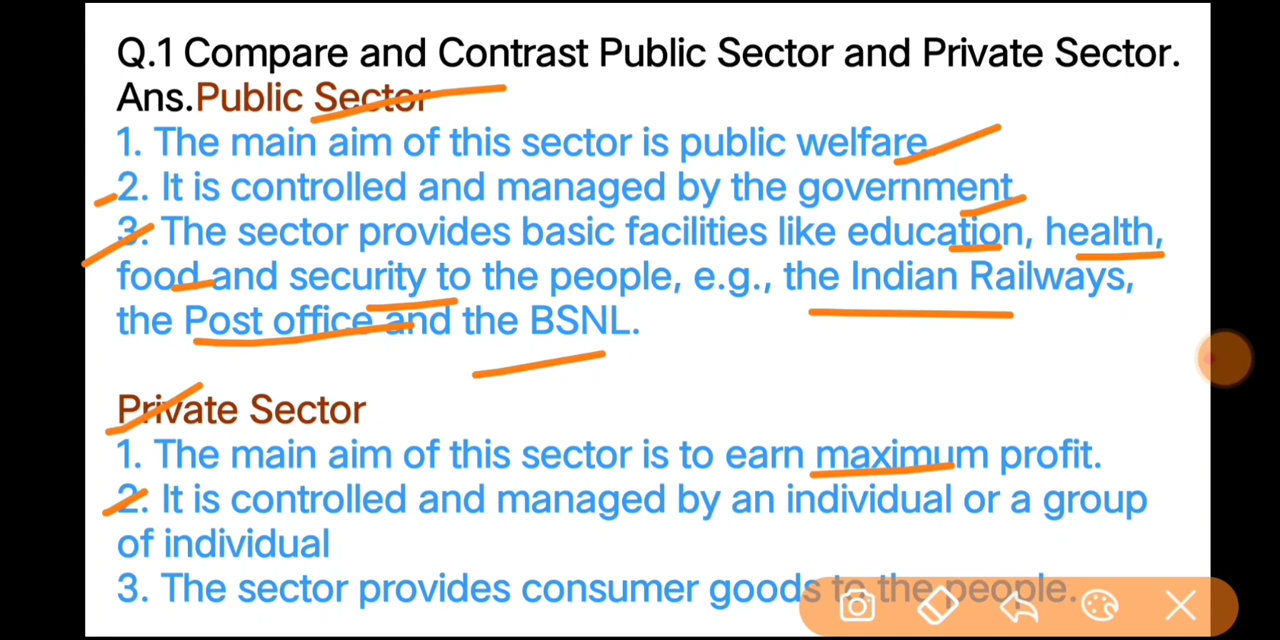 Q.1 Compare and Contrast Public Sector and Private Sector.
Ans.Public Sector
1. The main aim of this sector is public welfare
2. It is controlled and managed by the government.
3. The sector provides basic facilities like education, health,
food and security to the people, e.g., the Indian Railways,
the Post office and the BSNL.
Private Sector
1. The main aim of this sector is to earn maximum profit.
2. It is controlled and managed by an individual or a group
of individual
3. The sector provides consumer goods to the people.